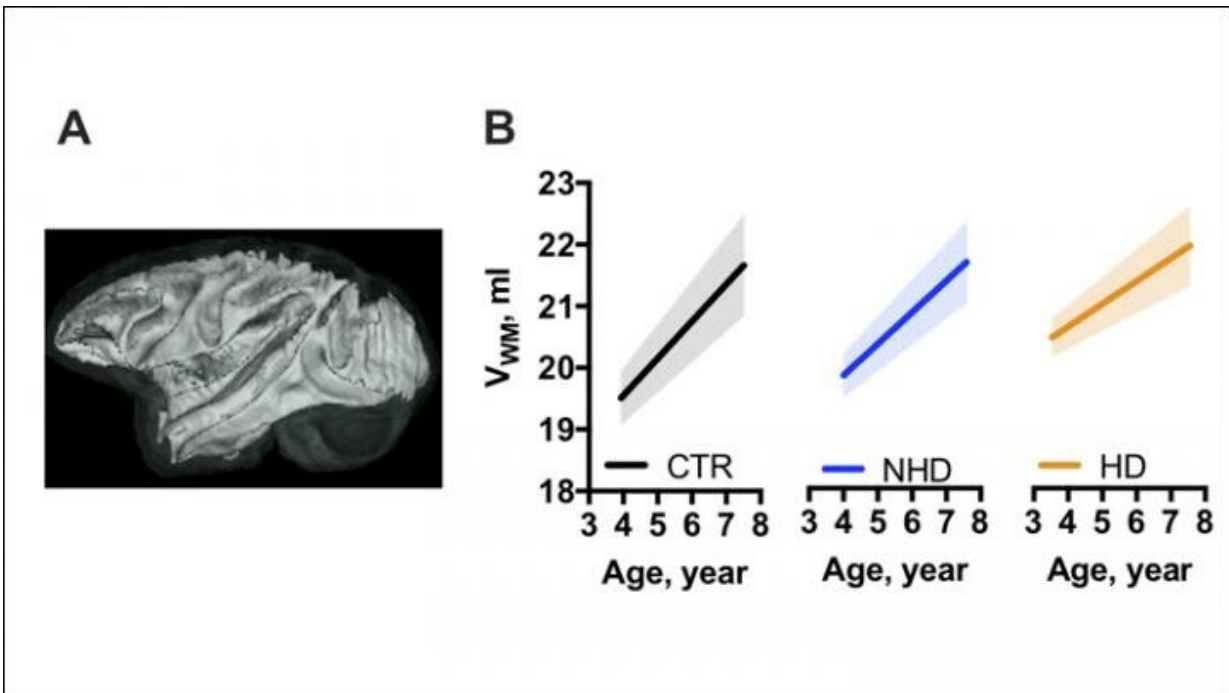 A
B
23
22
21
20
19
18
V_WM, ml
CTR
NHD
HD
3 4 5 6 7 8
3 4 5 6 7 8
3 4 5 6 7 8
Age, year
Age, year
Age, year